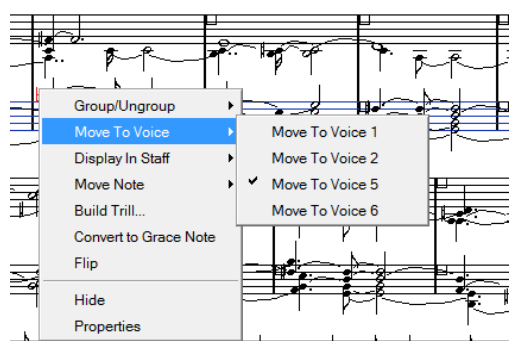 Group/Ungroup
Move To Voice
Display In Staff
Move Note
Build Trill...
Convert to Grace Note
Flip
Hide
Properties
Move To Voice 1
Move To Voice 2
Move To Voice 5
Move To Voice 6